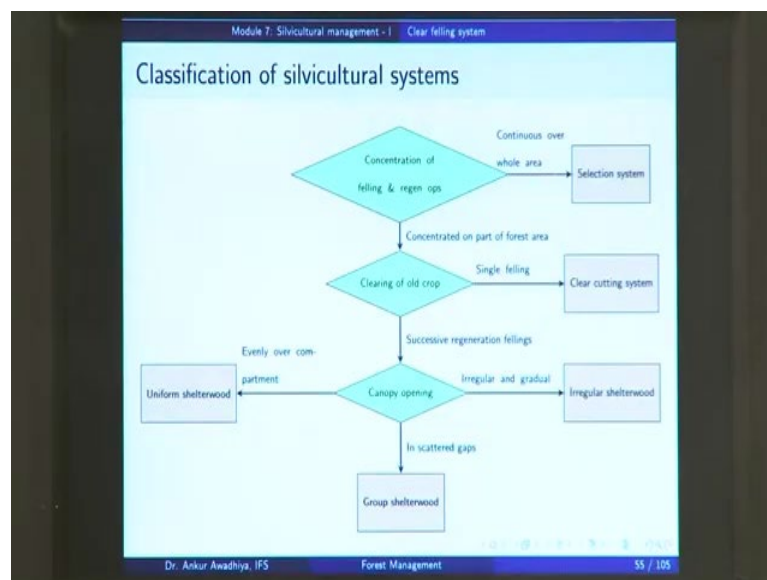 Module 7: Silvicultural management - I Clear felling system
Classification of silvicultural systems
Continuous over
whole area
Concentration of
felling & regen ops
Selection system
Concentrated on part of forest area
Clearing of old crop
Single felling
Clear cutting system
Successive regeneration fellings
Evenly over com-
partment
Uniform shelterwood
Canopy opening
Irregular and gradual
Irregular shelterwood
In scattered gaps
Group shelterwood
Dr. Ankur Awadhiya, IFS Forest Management 55 / 105